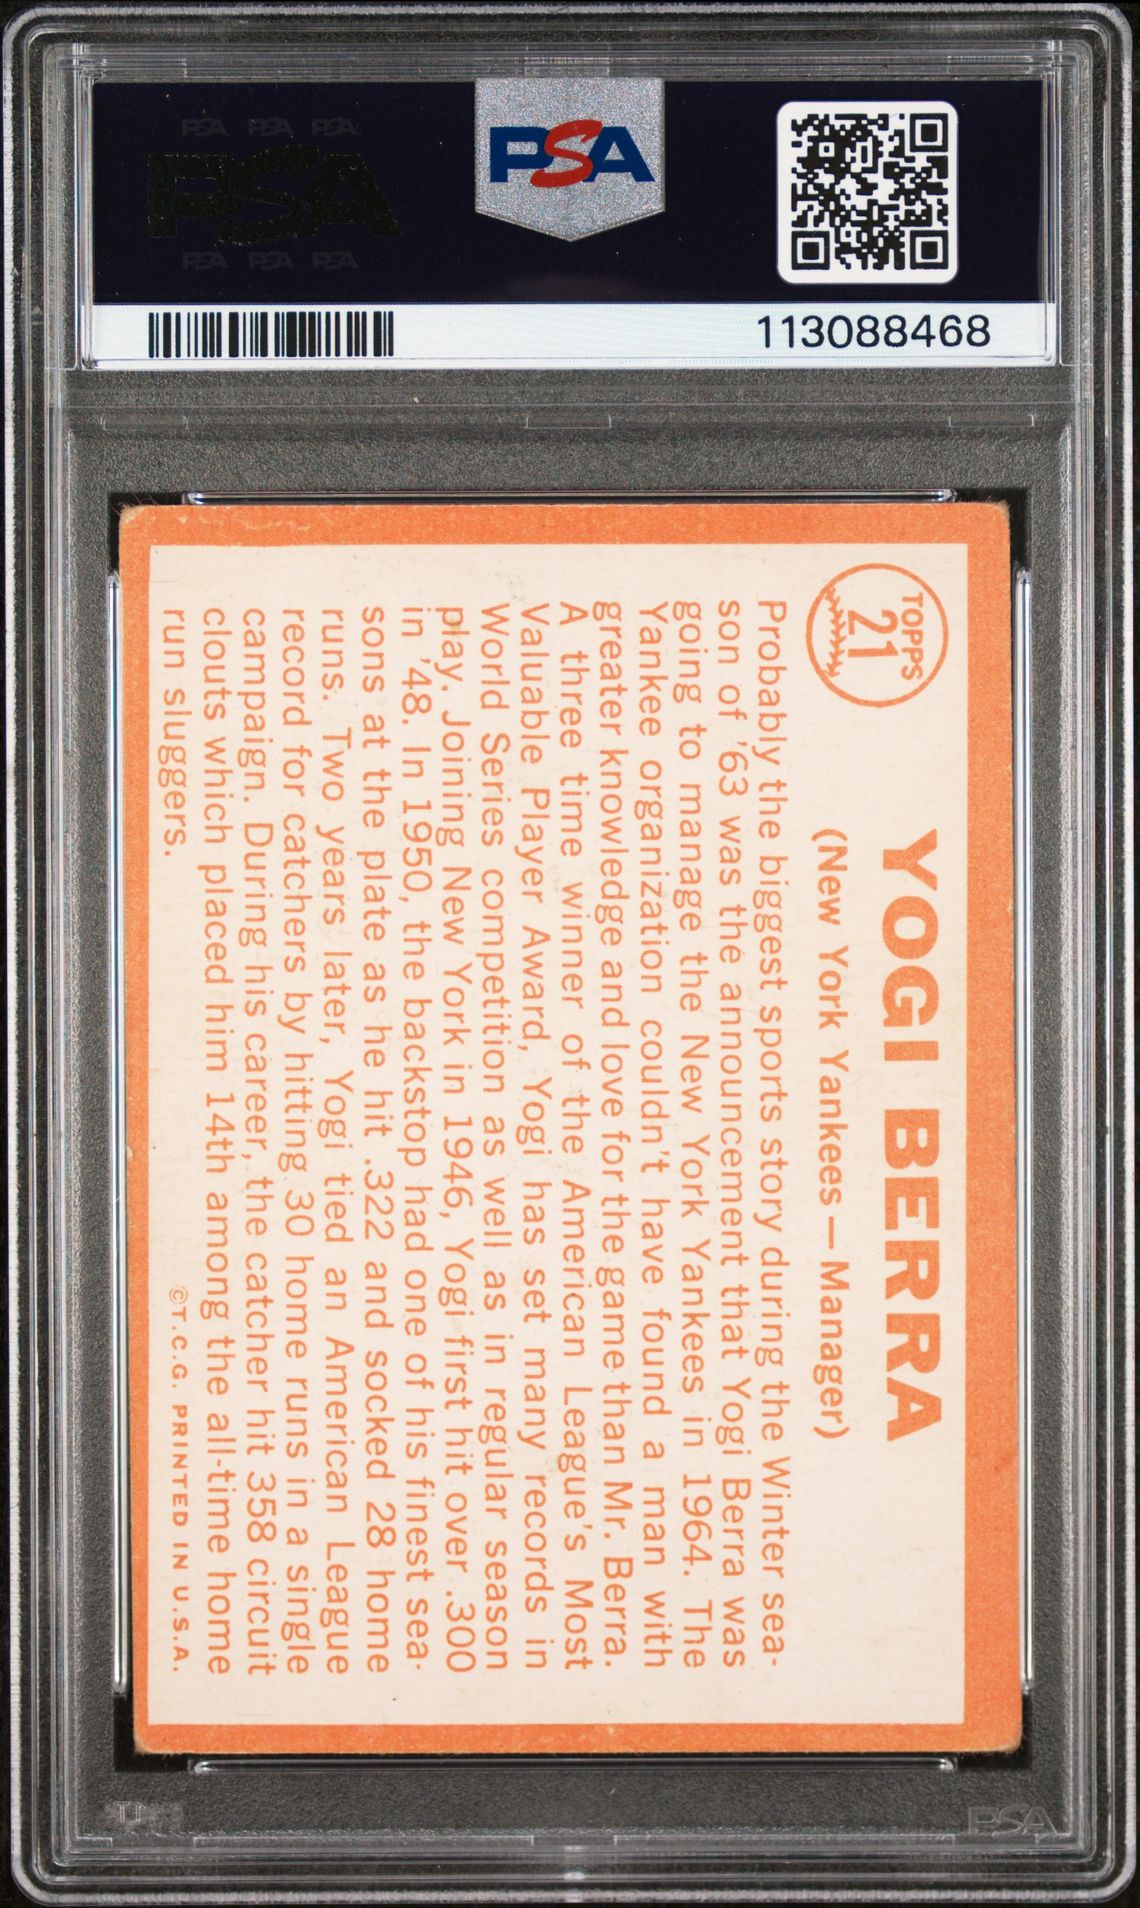 PSA PSA PSA
PSA
PSA PSA PSA
PSA
113088468
TOPPS
21
YOGI BERRA
(New York Yankees — Manager)
Probably the biggest sports story during the Winter sea-
son of '63 was the announcement that Yogi Berra was
going to manage the New York Yankees in 1964. The
Yankee organization couldn't have found a man with
greater knowledge and love for the game than Mr. Berra.
A three time winner of the American League's Most
Valuable Player Award, Yogi has set many records in
World Series competition as well as in regular season
play. Joining New York in 1946, Yogi first hit over .300
in '48. In 1950, the backstop had one of his finest sea-
sons at the plate as he hit .322 and socked 28 home
runs. Two years later, Yogi tied an American League
record for catchers by hitting 30 home runs in a single
campaign. During his career, the catcher hit 358 circuit
clouts which placed him 14th among the all-time home
run sluggers.
©T.C.G. PRINTED IN U.S.A.
PSA